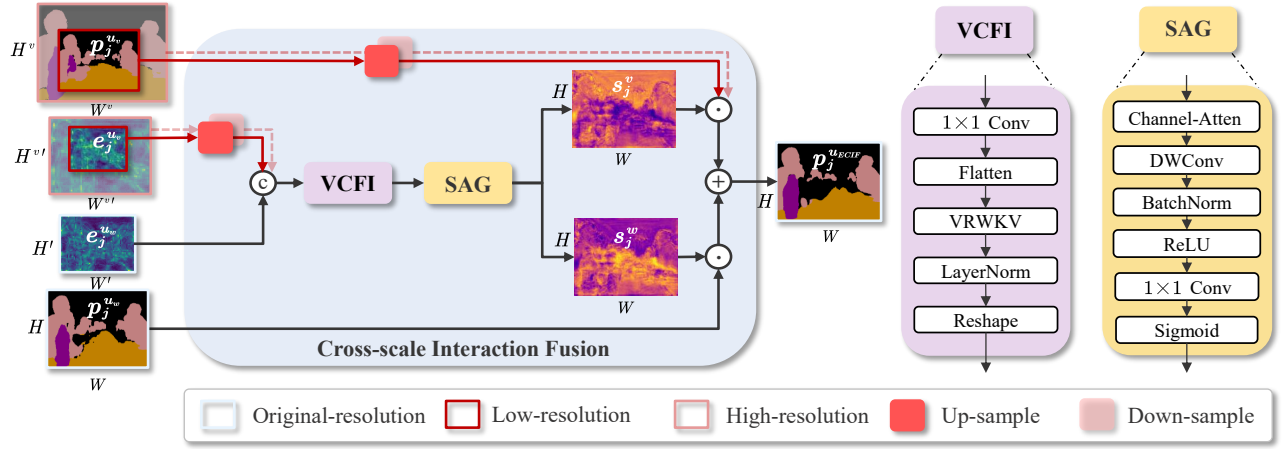 H^v
p_j^{u_v}
W^v
H^{v'}
e_j^{u_v}
W^{v'}
H'
e_j^{u_w}
W'
H
p_j^{u_w}
W
c
VCFI
SAG
H
s_j^v
W
H
s_j^w
W
+
H
p_j^{u_{ECIF}}
W
Cross-scale Interaction Fusion
VCFI
1×1 Conv
Flatten
VRWKV
LayerNorm
Reshape
SAG
Channel-Atten
DWConv
BatchNorm
ReLU
1×1 Conv
Sigmoid
Original-resolution
Low-resolution
High-resolution
Up-sample
Down-sample